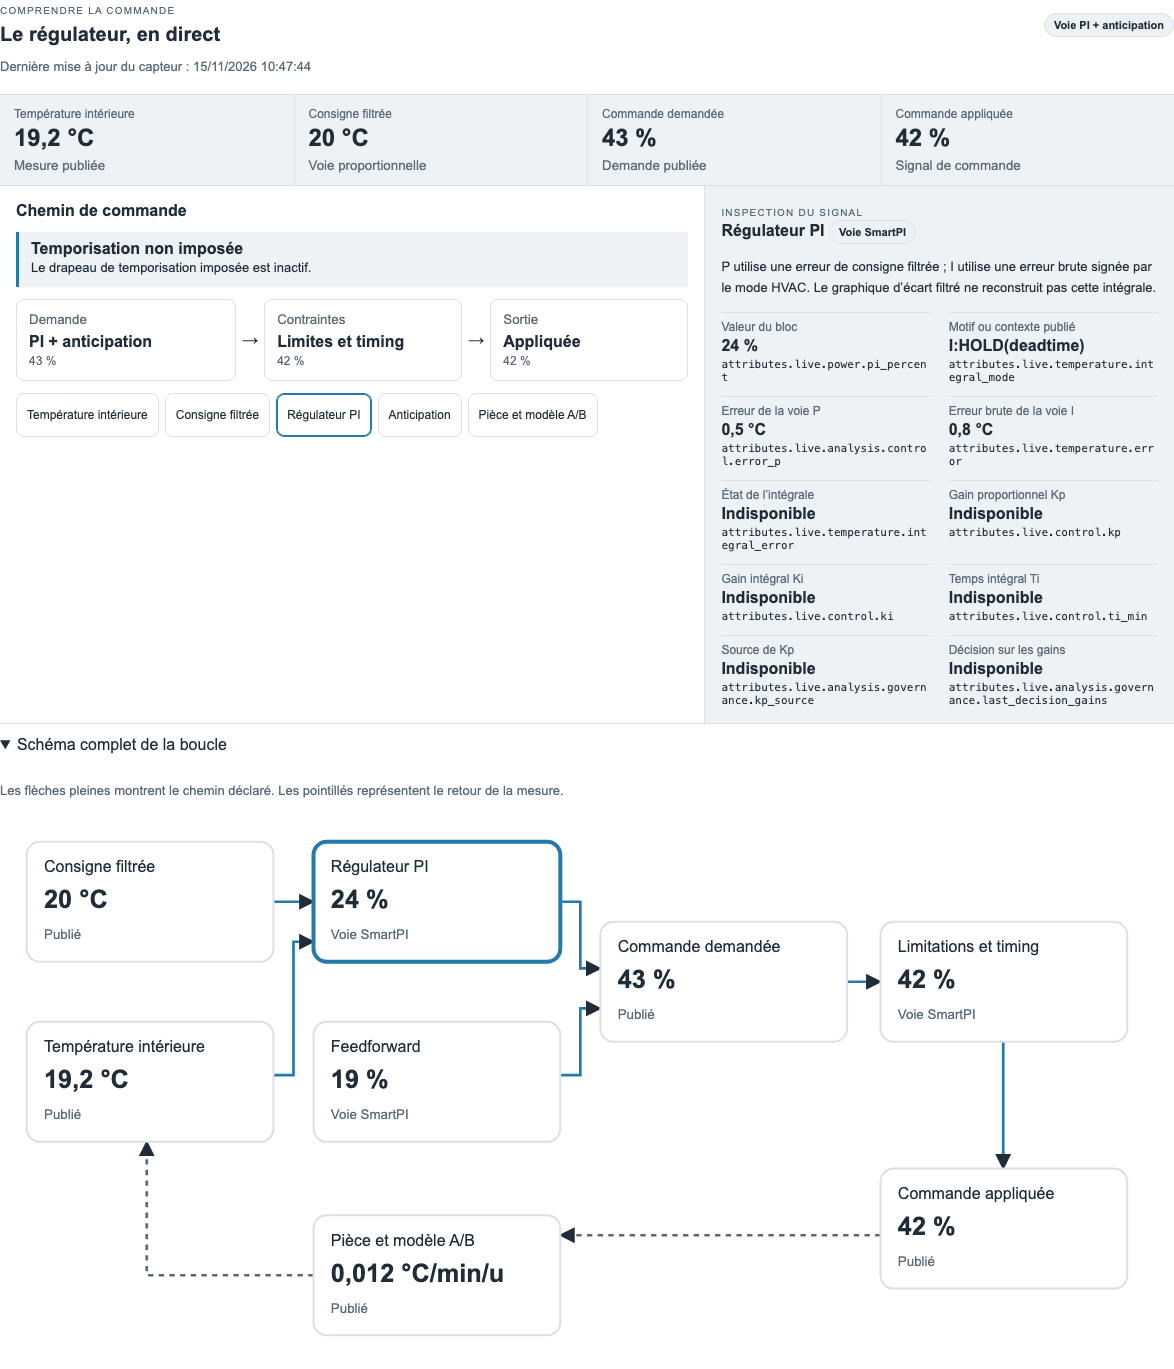 COMPRENDRE LA COMMANDE
Le régulateur, en direct
Voie PI + anticipation
Dernière mise à jour du capteur : 15/11/2026 10:47:44
Température intérieure
19,2 °C
Mesure publiée
Consigne filtrée
20 °C
Voie proportionnelle
Commande demandée
43 %
Demande publiée
Commande appliquée
42 %
Signal de commande
Chemin de commande
Temporisation non imposée
Le drapeau de temporisation imposée est inactif.
Demande
PI + anticipation
43 %
→
Contraintes
Limites et timing
42 %
→
Sortie
Appliquée
42 %
Température intérieure
Consigne filtrée
Régulateur PI
Anticipation
Pièce et modèle A/B
INSPECTION DU SIGNAL
Régulateur PI
Voie SmartPI
P utilise une erreur de consigne filtrée ; I utilise une erreur brute signée par
le mode HVAC. Le graphique d’écart filtré ne reconstruit pas cette intégrale.
Valeur du bloc
24 %
attributes.live.power.pi_percen
t
Motif ou contexte publié
I:HOLD(deadtime)
attributes.live.temperature.int
egral_mode
Erreur de la voie P
0,5 °C
attributes.live.analysis.contro
l.error_p
Erreur brute de la voie I
0,8 °C
attributes.live.temperature.err
or
État de l’intégrale
Indisponible
attributes.live.temperature.int
egral_error
Gain proportionnel Kp
Indisponible
attributes.live.control.kp
Gain intégral Ki
Indisponible
attributes.live.control.ki
Temps intégral Ti
Indisponible
attributes.live.control.ti_min
Source de Kp
Indisponible
attributes.live.analysis.govern
ance.kp_source
Décision sur les gains
Indisponible
attributes.live.analysis.govern
ance.last_decision_gains
▼ Schéma complet de la boucle
Les flèches pleines montrent le chemin déclaré. Les pointillés représentent le retour de la mesure.
Consigne filtrée
20 °C
Publié
Régulateur PI
24 %
Voie SmartPI
Commande demandée
43 %
Publié
Limitations et timing
42 %
Voie SmartPI
Température intérieure
19,2 °C
Publié
Feedforward
19 %
Voie SmartPI
Commande appliquée
42 %
Publié
Pièce et modèle A/B
0,012 °C/min/u
Publié